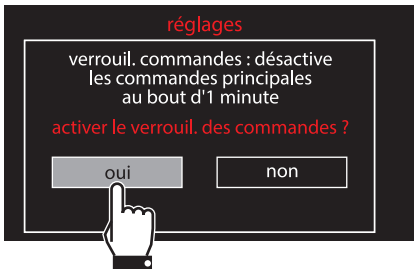 réglages
verrouil. commandes : désactive
les commandes principales
au bout d'1 minute
activer le verrouil. des commandes ?
oui
non